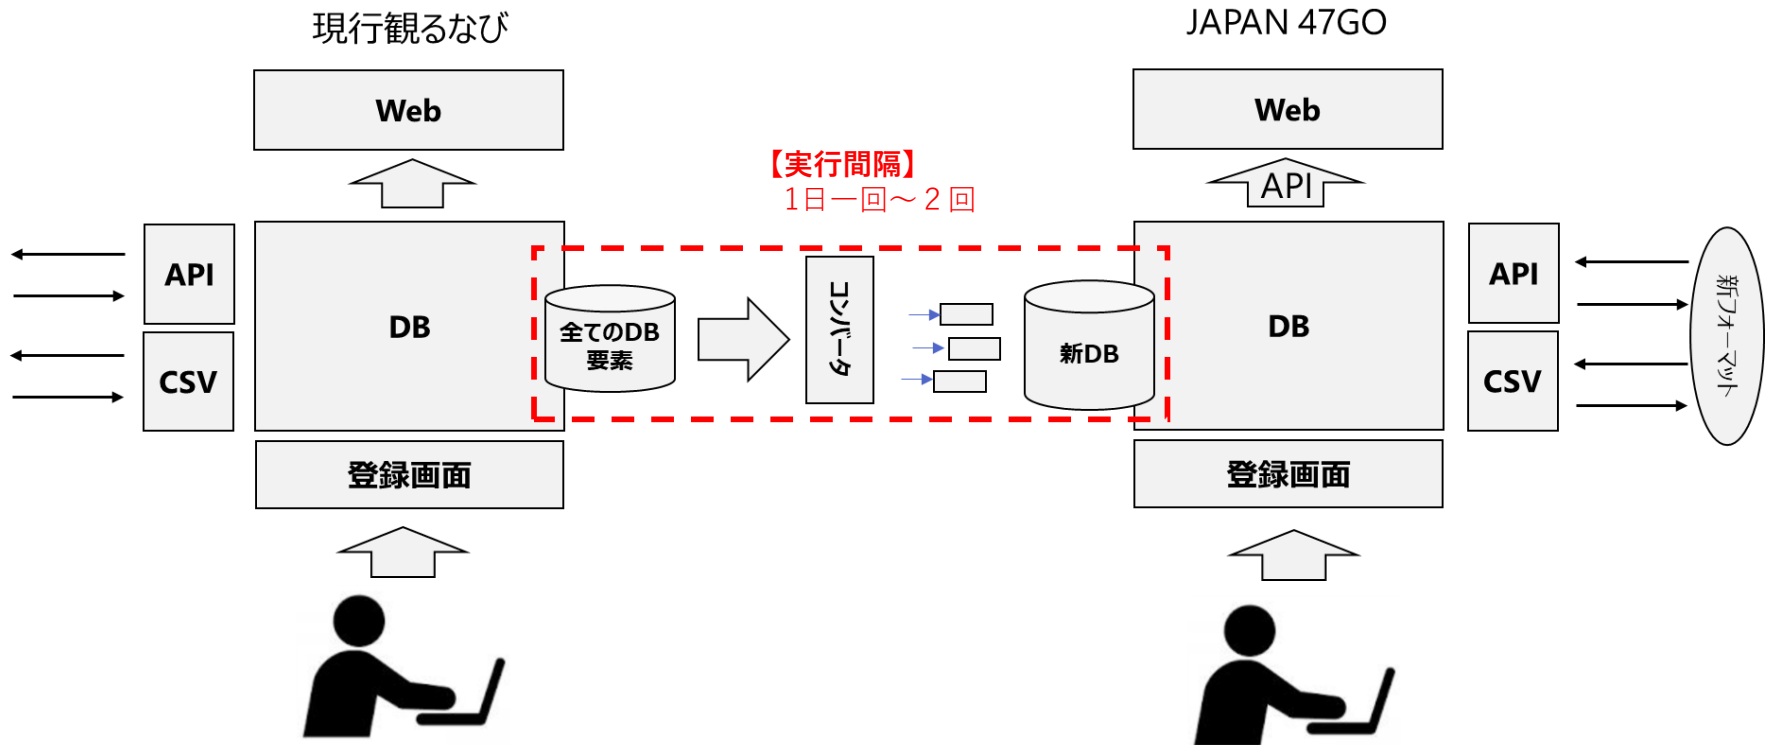 現行観るなび
JAPAN 47GO
Web
Web
【実行間隔】
1日一回～２回
API
API
DB
全てのDB
要素
コンバータ
新DB
DB
API
新フォーマット
CSV
CSV
登録画面
登録画面